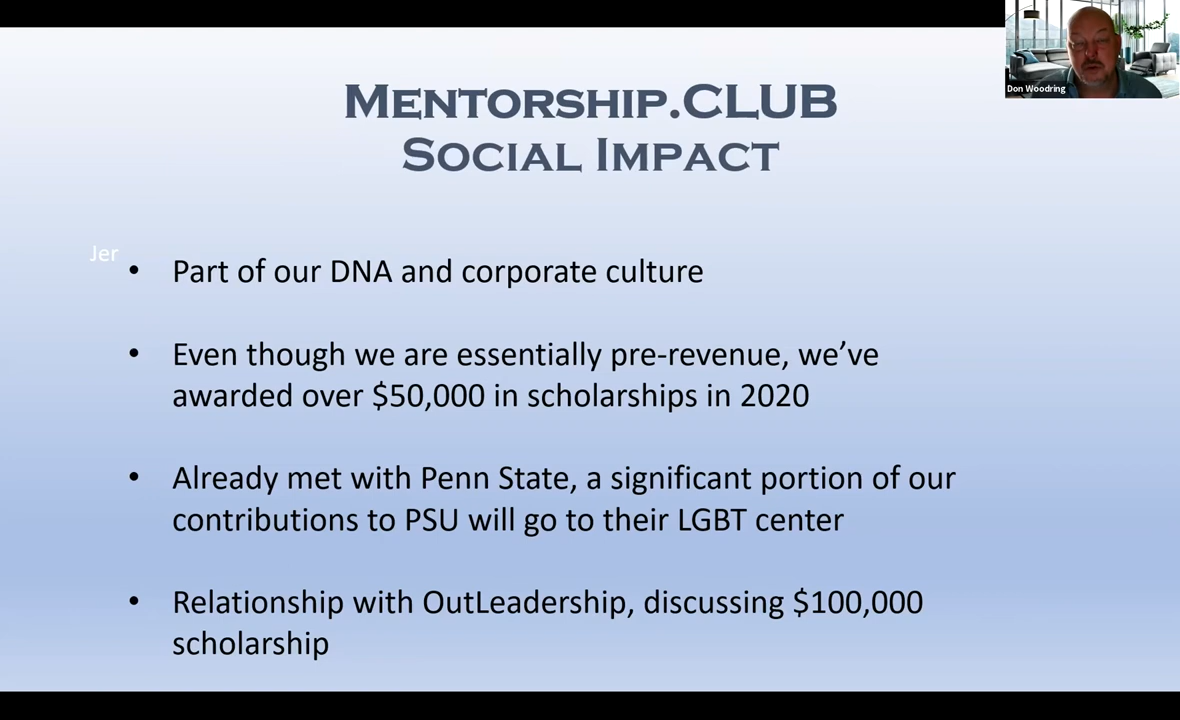 Don Woodring
MENTORSHIP.CLUB
SOCIAL IMPACT
Jer
• Part of our DNA and corporate culture
• Even though we are essentially pre-revenue, we’ve
awarded over $50,000 in scholarships in 2020
• Already met with Penn State, a significant portion of our
contributions to PSU will go to their LGBT center
• Relationship with OutLeadership, discussing $100,000
scholarship